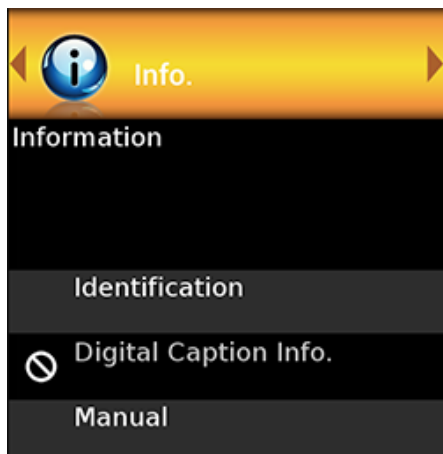 Info.
Information
Identification
Digital Caption Info.
Manual